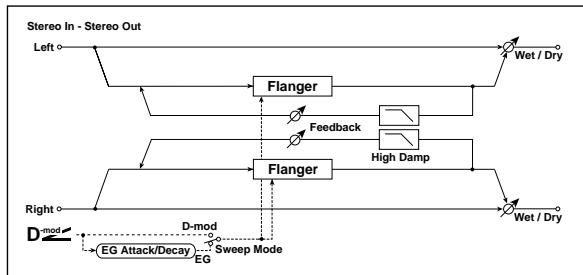 Stereo In - Stereo Out
Left
Wet / Dry
Flanger
Feedback
High Damp
Flanger
Right
Wet / Dry
D-mod
D-mod
EG Attack/Decay
EG
Sweep Mode